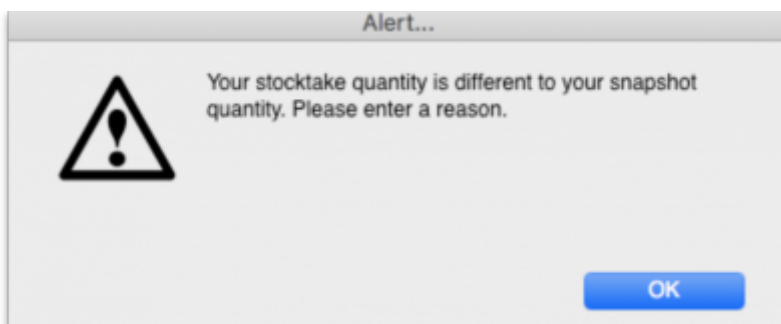 Alert...
Your stocktake quantity is different to your snapshot
quantity. Please enter a reason.
OK